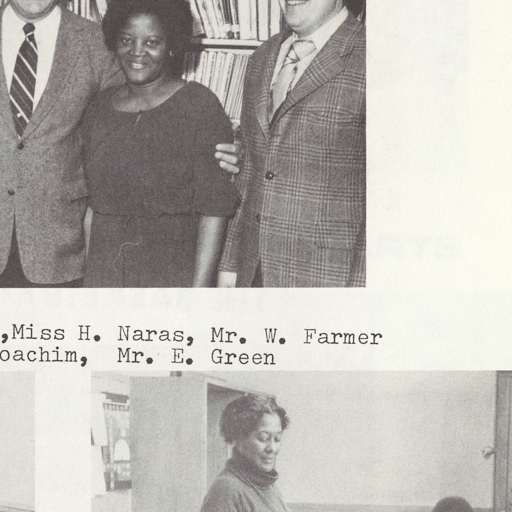 ,Miss H. Naras, Mr. W. Farmer
oachim, Mr. E. Green